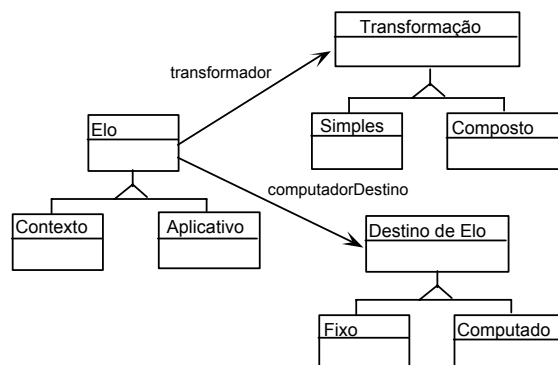 Transformação
transformador
Simples
Composto
Elo
computadorDestino
Contexto
Aplicativo
Destino de Elo
Fixo
Computado